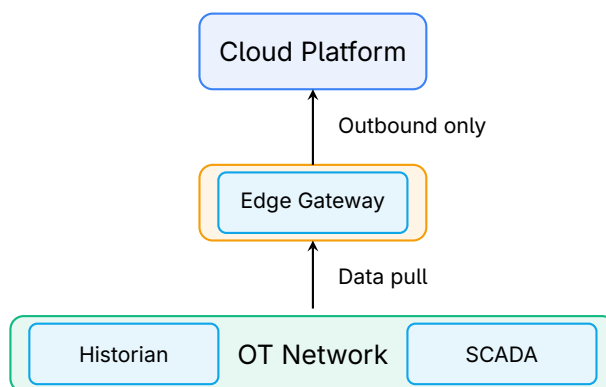 Cloud Platform
Outbound only
Edge Gateway
Data pull
Historian
OT Network
SCADA